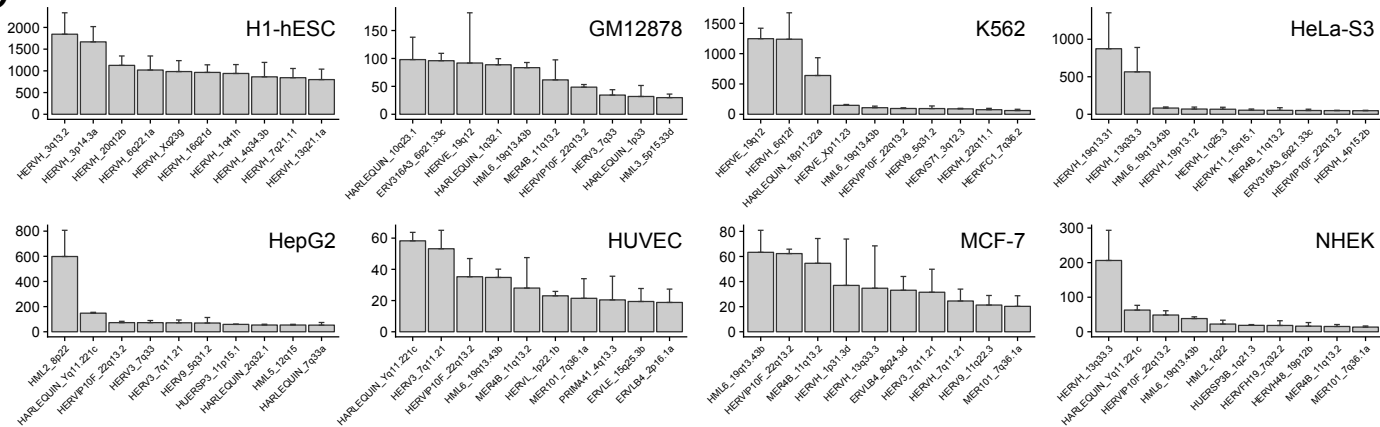 H1-hESC
2000
1500
1000
500
0
HERVH_3q13.2
HERVH_3p14.3a
HERVH_20q12b
HERVH_6q22.1a
HERVH_Xq23g
HERVH_16q21d
HERVH_1q41h
HERVH_4q34.3b
HERVH_7q21.11
HERVH_13q21.1a
GM12878
150
100
50
0
HARLEQUIN_10q23.1
ERV316A3_6p21.33c
HERVE_19q12
HARLEQUIN_1q32.1
HML6_19q13.43b
MER4B_11q13.2
HERVIP10F_22q13.2
HERV3_7q33
HARLEQUIN_1p33
HML3_5p15.33d
K562
1500
1000
500
0
HERVE_19q12
HERVH_6q12f
HARLEQUIN_18p11.22a
HERVE_Xp11.23
HML6_19q13.43b
HERVIP10F_22q13.2
HERV9_5q31.2
HERVS71_3q12.3
HERVH_22q11.1
HERVFC1_7q36.2
HeLa-S3
1000
500
0
HERVH_19q13.31
HERVH_13q33.3
HML6_19q13.43b
HERVH_19p13.12
HERVH_1q25.3
HERVK11_15q15.1
MER4B_11q13.2
ERV316A3_6p21.33c
HERVIP10F_22q13.2
HERVH_4p15.2b
HepG2
800
600
400
200
0
HML2_8p22
HARLEQUIN_Yq11.221c
HERVIP10F_22q13.2
HERV3_7q33
HERV3_7q11.21
HERV9_5q31.2
HUERSP3_11p15.1
HARLEQUIN_2q32.1
HML5_12q15
HARLEQUIN_7q33a
HUVEC
60
40
20
0
HARLEQUIN_Yq11.221c
HERV3_7q11.21
HERVIP10F_22q13.2
HML6_19q13.43b
MER4B_11q13.2
HERVL_1p22.1b
MER101_7q36.1a
PRIMA41_4q13.3
ERVLE_15q25.3b
ERVLB4_2p16.1a
MCF-7
80
60
40
20
0
HML6_19q13.43b
HERVIP10F_22q13.2
MER4B_11q13.2
HERVH_1p31.3d
HERVH_13q33.3
ERVLB4_8q24.3d
HERV3_7q11.21
HERVH_7q11.21
HERV9_11q22.3
MER101_7q36.1a
NHEK
300
200
100
0
HERVH_13q33.3
HARLEQUIN_Yq11.221c
HERVIP10F_22q13.2
HML6_19q13.43b
HML2_1q22
HUERSP3B_1q21.3
HERVFH19_7q32.2
HERVH48_19p12b
MER4B_11q13.2
MER101_7q36.1a